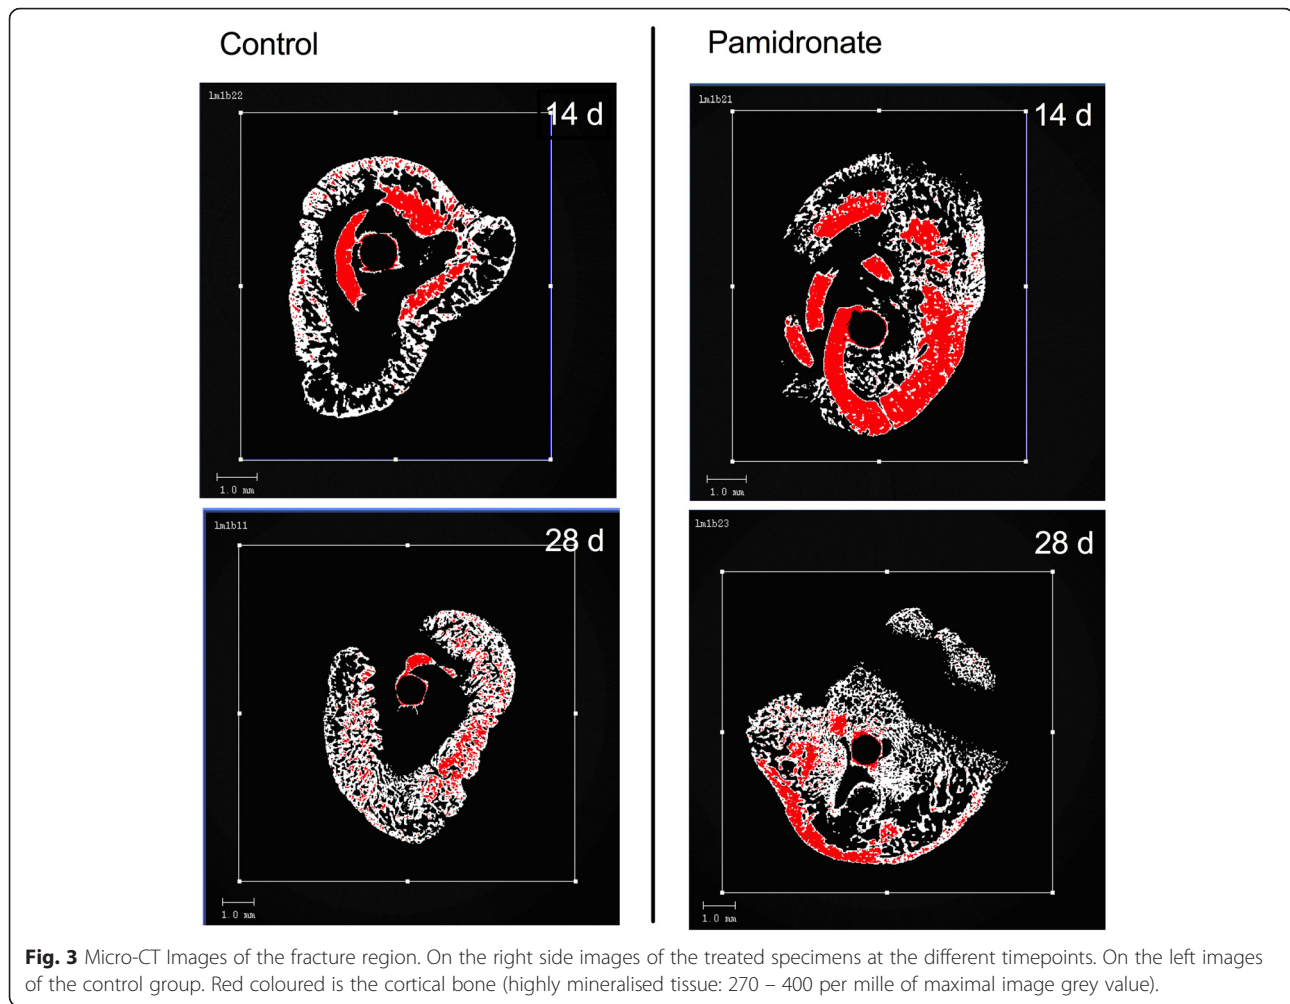 Control
Pamidronate
lm1b22
14 d
1.0 mm
lm1b21
14 d
1.0 mm
lm1b11
28 d
1.0 mm
lm1b23
28 d
1.0 mm
Fig. 3 Micro-CT Images of the fracture region. On the right side images of the treated specimens at the different timepoints. On the left images
of the control group. Red coloured is the cortical bone (highly mineralised tissue: 270 – 400 per mille of maximal image grey value).